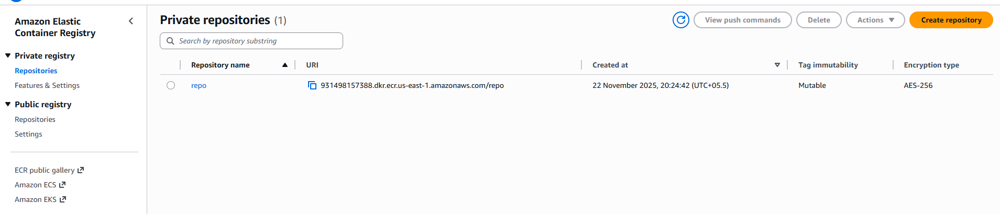 Amazon Elastic
Container Registry
Private registry
Repositories
Features & Settings
Public registry
Repositories
Settings
ECR public gallery
Amazon ECS
Amazon EKS
Private repositories (1)
View push commands Delete Actions Create repository
Search by repository substring
Repository name URI Created at Tag immutability Encryption type
repo 931498157388.dkr.ecr.us-east-1.amazonaws.com/repo 22 November 2025, 20:24:42 (UTC+05.5) Mutable AES-256